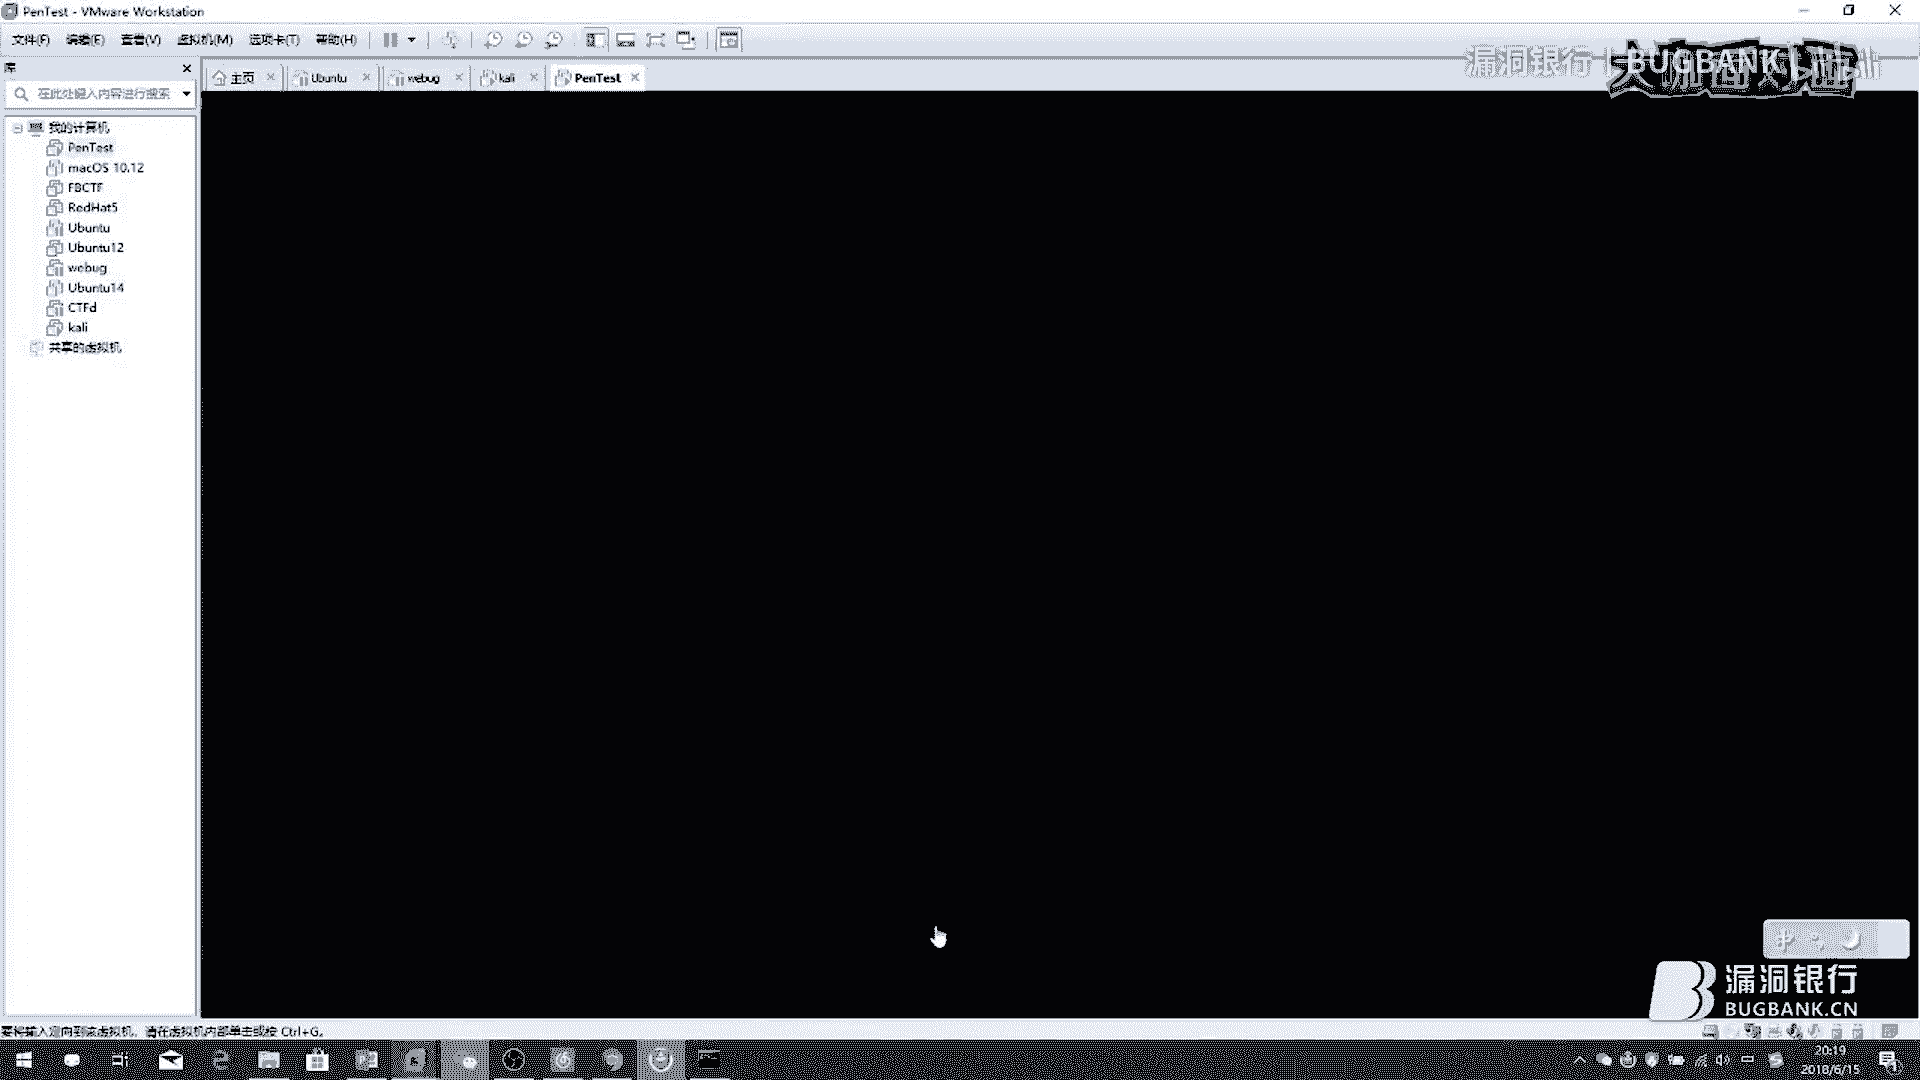 PenTest - VMware Workstation
文件(F) 编辑(E) 查看(V) 虚拟机(M) 选项卡(T) 帮助(H)
库
在此处键入内容进行搜索
主页 Ubuntu webug kali PenTest
漏洞银行 BUGBANK
我的计算机
PenTest
macOS 10.12
FBCTF
RedHat5
Ubuntu
Ubuntu12
webug
Ubuntu14
CTFd
kali
共享的虚拟机
中
漏洞银行
BUGBANK.CN
要将输入定向到该虚拟机，请在虚拟机内部单击或按 Ctrl+G。
20:19
2018/6/15